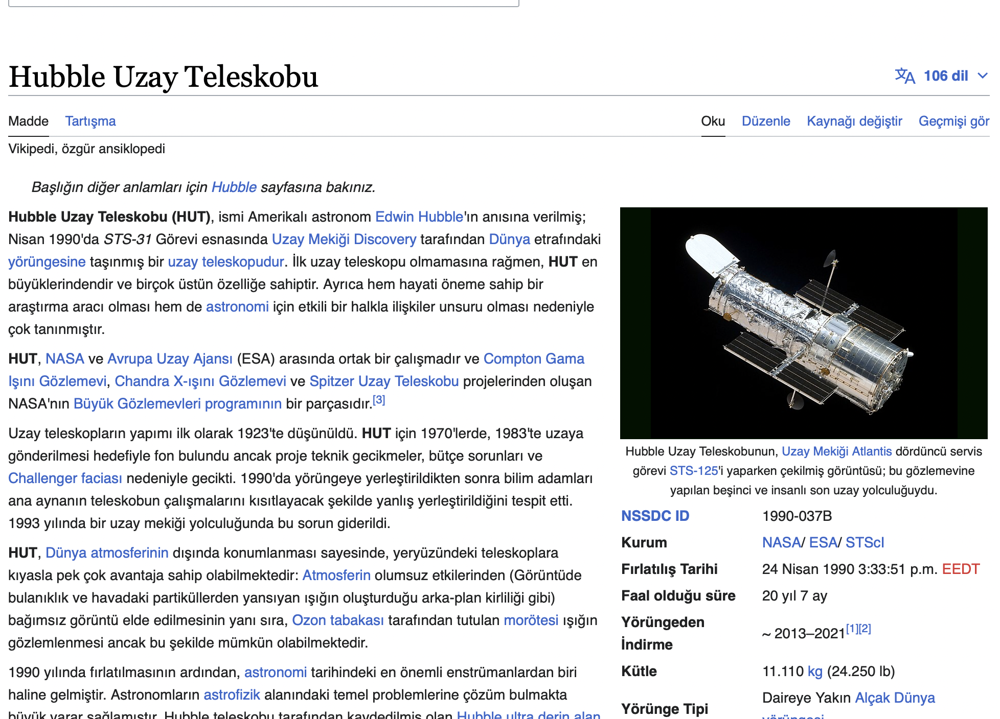 Hubble Uzay Teleskobu
106 dil
Madde
Tartışma
Oku
Düzenle
Kaynağı değiştir
Geçmişi gör
Vikipedi, özgür ansiklopedi
Başlığın diğer anlamları için Hubble sayfasına bakınız.
Hubble Uzay Teleskobu (HUT), ismi Amerikalı astronom Edwin Hubble'ın anısına verilmiş;
Nisan 1990'da STS-31 Görevi esnasında Uzay Mekiği Discovery tarafından Dünya etrafındaki
yörüngesine taşınmış bir uzay teleskopudur. İlk uzay teleskopu olmamasına rağmen, HUT en
büyüklerindendir ve birçok üstün özelliğe sahiptir. Ayrıca hem hayati öneme sahip bir
araştırma aracı olması hem de astronomi için etkili bir halkla ilişkiler unsuru olması nedeniyle
çok tanınmıştır.
HUT, NASA ve Avrupa Uzay Ajansı (ESA) arasında ortak bir çalışmadır ve Compton Gama
Işını Gözlemevi, Chandra X-ışını Gözlemevi ve Spitzer Uzay Teleskobu projelerinden oluşan
NASA'nın Büyük Gözlemevleri programının bir parçasıdır.[3]
Uzay teleskopların yapımı ilk olarak 1923'te düşünüldü. HUT için 1970'lerde, 1983'te uzaya
gönderilmesi hedefiyle fon bulundu ancak proje teknik gecikmeler, bütçe sorunları ve
Challenger faciası nedeniyle gecikti. 1990'da yörüngeye yerleştirildikten sonra bilim adamları
ana aynanın teleskobun çalışmalarını kısıtlayacak şekilde yanlış yerleştirildiğini tespit etti.
1993 yılında bir uzay mekiği yolculuğunda bu sorun giderildi.
HUT, Dünya atmosferinin dışında konumlanması sayesinde, yeryüzündeki teleskoplara
kıyasla pek çok avantaja sahip olabilmektedir: Atmosferin olumsuz etkilerinden (Görüntüde
bulanıklık ve havadaki partiküllerden yansıyan ışığın oluşturduğu arka-plan kirliliği gibi)
bağımsız görüntü elde edilmesinin yanı sıra, Ozon tabakası tarafından tutulan morötesi ışığın
gözlemlenmesi ancak bu şekilde mümkün olabilmektedir.
1990 yılında fırlatılmasının ardından, astronomi tarihindeki en önemli enstrümanlardan biri
haline gelmiştir. Astronomların astrofizik alanındaki temel problemlerine çözüm bulmakta
büyük yarar sağlamıştır. Hubble teleskobu tarafından kaydedilmiş olan Hubble ultra derin alan
Hubble Uzay Teleskobunun, Uzay Mekiği Atlantis dördüncü servis
görevi STS-125'i yaparken çekilmiş görüntüsü; bu gözlemevine
yapılan beşinci ve insanlı son uzay yolculuğuydu.
NSSDC ID 1990-037B
Kurum NASA/ ESA/ STScI
Fırlatılış Tarihi 24 Nisan 1990 3:33:51 p.m. EEDT
Faal olduğu süre 20 yıl 7 ay
Yörüngeden
İndirme
~ 2013–2021[1][2]
Kütle 11.110 kg (24.250 lb)
Yörünge Tipi
Daireye Yakın Alçak Dünya
yörüngesi